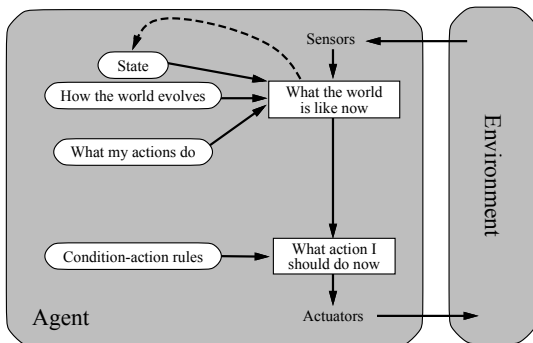 Sensors
State
How the world evolves
What the world
is like now
What my actions do
Condition-action rules
What action I
should do now
Agent
Actuators
Environment